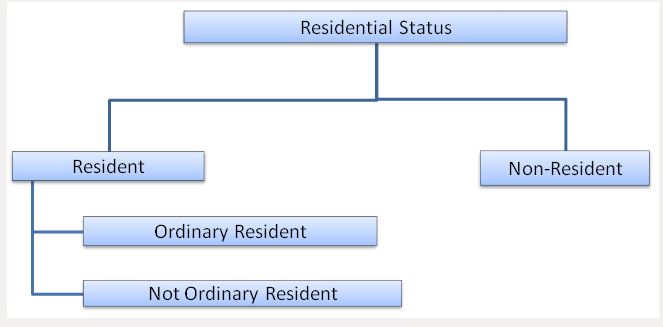 Residential Status
Resident
Non-Resident
Ordinary Resident
Not Ordinary Resident